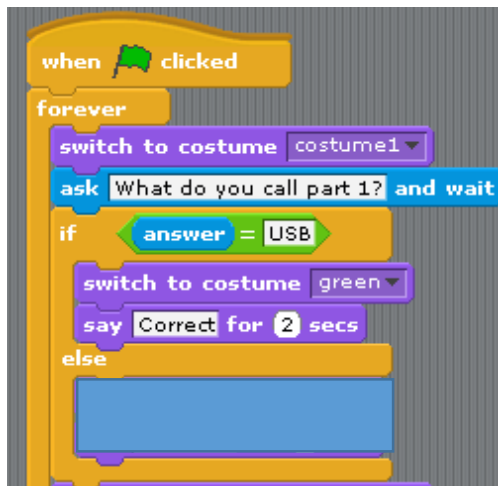 when clicked
forever
switch to costume costume1
ask What do you call part 1? and wait
if answer = USB
switch to costume green
say Correct for 2 secs
else